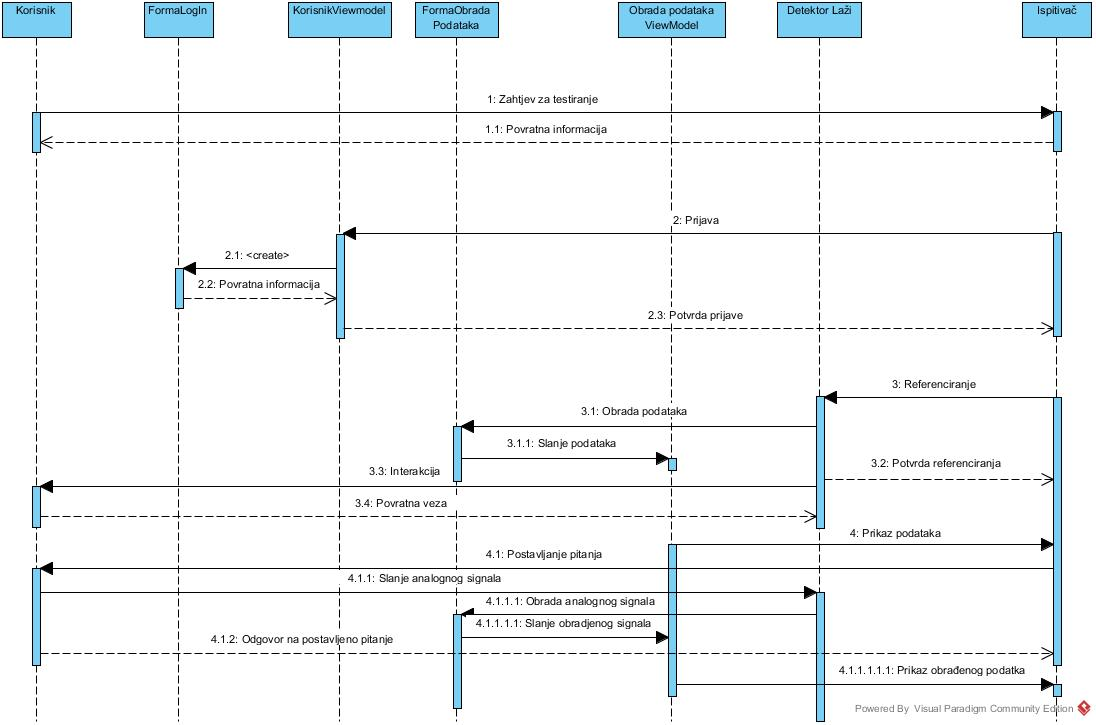 Korisnik
FormaLogIn
KorisnikViewmodel
FormaObrada
Podataka
Obrada podataka
ViewModel
Detektor Laži
Ispitivač
1: Zahtjev za testiranje
1.1: Povratna informacija
2: Prijava
2.1: <create>
2.2: Povratna informacija
2.3: Potvrda prijave
3: Referenciranje
3.1: Obrada podataka
3.1.1: Slanje podataka
3.2: Potvrda referenciranja
3.3: Interakcija
3.4: Povratna veza
4: Prikaz podataka
4.1: Postavljanje pitanja
4.1.1: Slanje analognog signala
4.1.1.1: Obrada analognog signala
4.1.1.1.1: Slanje obradjenog signala
4.1.2: Odgovor na postavljeno pitanje
4.1.1.1.1.1: Prikaz obrađenog podatka
Powered By Visual Paradigm Community Edition